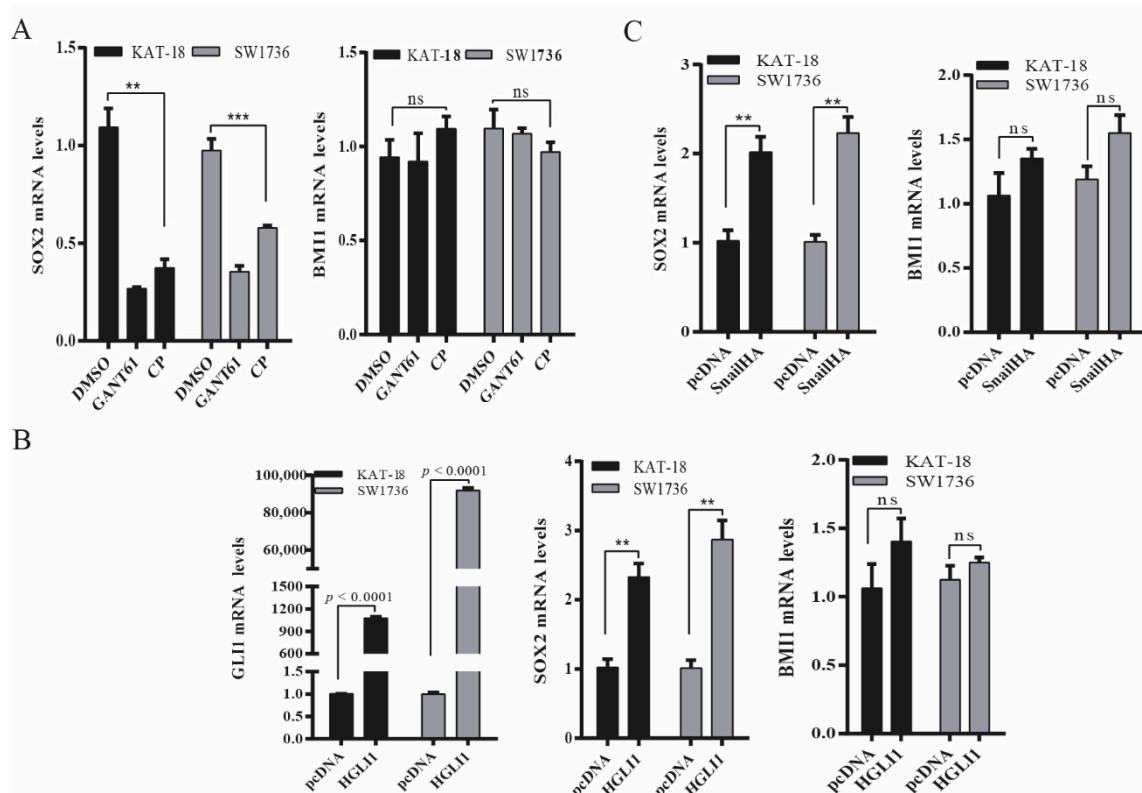 A
KAT-18 SW1736
SOX2 mRNA levels
1.5
1.0
0.5
0.0
**
***
DMSO
GANT61
CP
DMSO
GANT61
CP
KAT-18 SW1736
BMI1 mRNA levels
1.5
1.0
0.5
0.0
ns
ns
DMSO
GANT61
CP
DMSO
GANT61
CP
C
KAT-18
SW1736
SOX2 mRNA levels
3
2
1
0
**
**
pcDNA
SnailHA
pcDNA
SnailHA
KAT-18
SW1736
BMI1 mRNA levels
2.0
1.5
1.0
0.5
0.0
ns
ns
pcDNA
SnailHA
pcDNA
SnailHA
B
KAT-18
SW1736
GLI1 mRNA levels
100,000
80,000
60,000
1500
1200
900
600
1.0
0.5
0.0
p < 0.0001
p < 0.0001
pcDNA
HGLI1
pcDNA
HGLI1
KAT-18
SW1736
SOX2 mRNA levels
4
3
2
1
0
**
**
pcDNA
HGLI1
pcDNA
HGLI1
KAT-18
SW1736
BMI1 mRNA levels
2.0
1.5
1.0
0.5
0.0
ns
ns
pcDNA
HGLI1
pcDNA
HGLI1